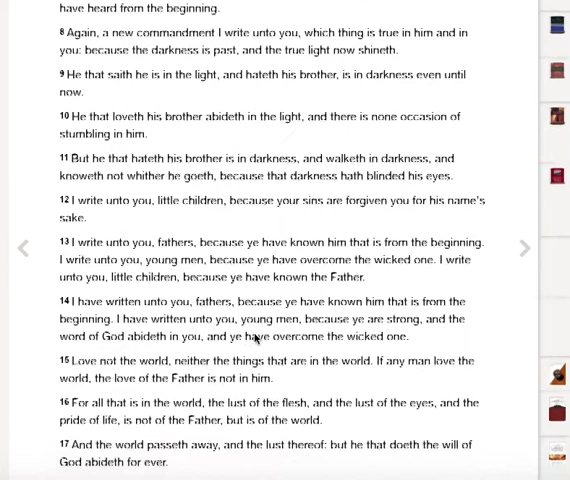 have heard from the beginning.
8 Again, a new commandment I write unto you, which thing is true in him and in
you: because the darkness is past, and the true light now shineth.
9 He that saith he is in the light, and hateth his brother, is in darkness even until
now.
10 He that loveth his brother abideth in the light, and there is none occasion of
stumbling in him.
11 But he that hateth his brother is in darkness, and walketh in darkness, and
knoweth not whither he goeth, because that darkness hath blinded his eyes.
12 I write unto you, little children, because your sins are forgiven you for his name's
sake.
13 I write unto you, fathers, because ye have known him that is from the beginning.
I write unto you, young men, because ye have overcome the wicked one. I write
unto you, little children, because ye have known the Father.
14 I have written unto you, fathers, because ye have known him that is from the
beginning. I have written unto you, young men, because ye are strong, and the
word of God abideth in you, and ye have overcome the wicked one.
15 Love not the world, neither the things that are in the world. If any man love the
world, the love of the Father is not in him.
16 For all that is in the world, the lust of the flesh, and the lust of the eyes, and the
pride of life, is not of the Father, but is of the world.
17 And the world passeth away, and the lust thereof: but he that doeth the will of
God abideth for ever.